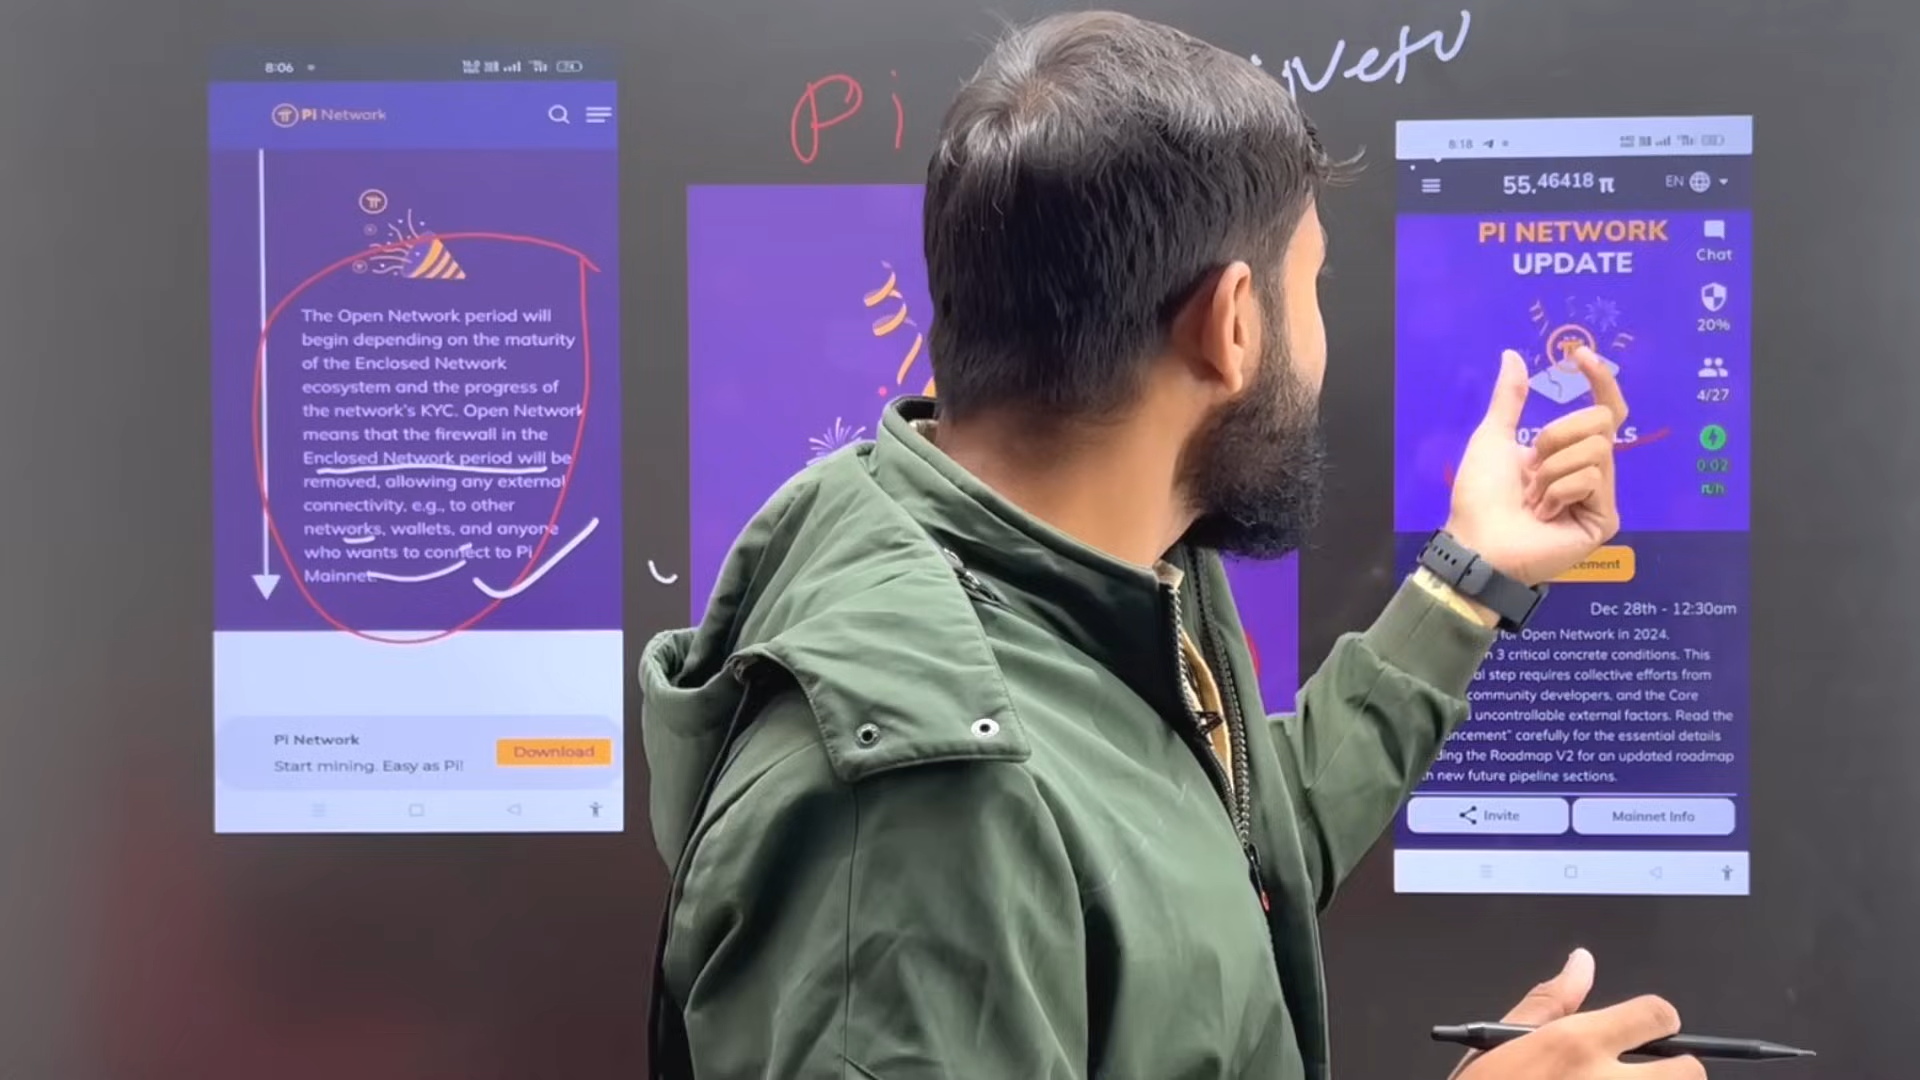 Pi
8:06
Pi Network
The Open Network period will
begin depending on the maturity
of the Enclosed Network
ecosystem and the progress of
the network's KYC. Open Network
means that the firewall in the
Enclosed Network period will be
removed, allowing any external
connectivity, e.g., to other
networks, wallets, and anyone
who wants to connect to Pi
Mainnet.
Pi Network
Start mining. Easy as Pi!
Download
8:18
55.46418 π
EN
PI NETWORK
UPDATE
Chat
20%
4/27
0.02
π/h
Dec 28th - 12:30am
for Open Network in 2024.
3 critical concrete conditions. This
step requires collective efforts from
community developers, and the Core
uncontrollable external factors. Read the
carefully for the essential details
the Roadmap V2 for an updated roadmap
new future pipeline sections.
Invite
Mainnet Info